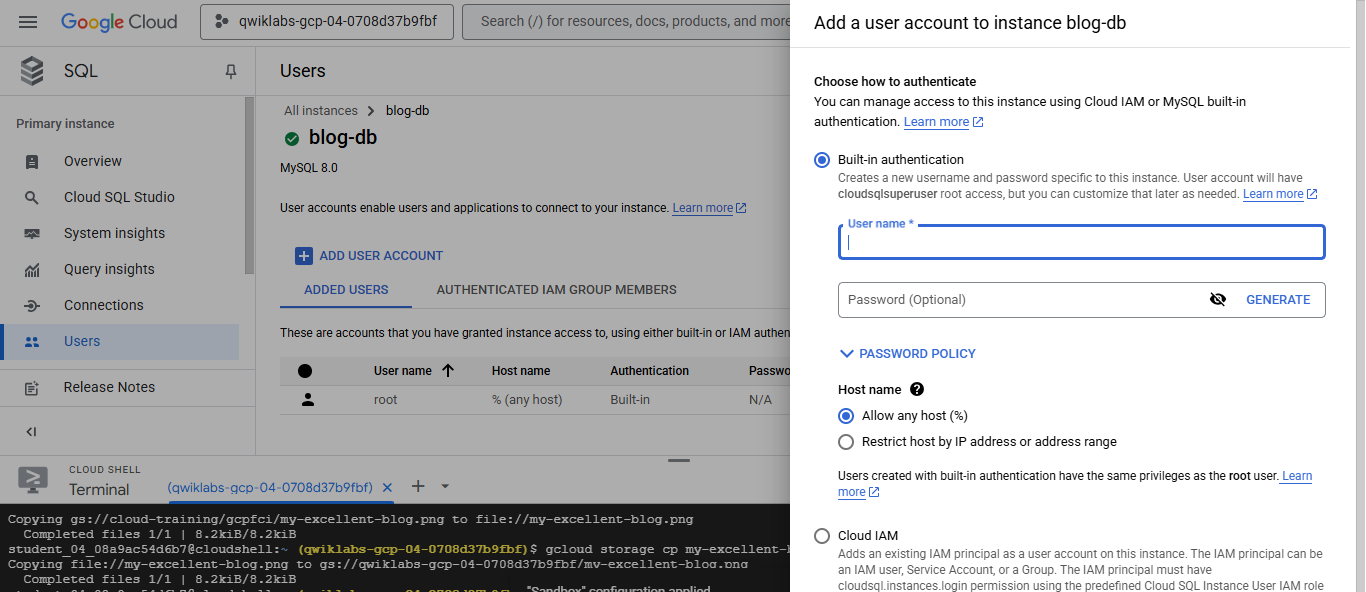 Google Cloud
qwiklabs-gcp-04-0708d37b9fbf
Search (/) for resources, docs, products, and more
SQL
Primary instance
Overview
Cloud SQL Studio
System insights
Query insights
Connections
Users
Release Notes
Users
All instances
blog-db
blog-db
MySQL 8.0
User accounts enable users and applications to connect to your instance. Learn more
ADD USER ACCOUNT
ADDED USERS
AUTHENTICATED IAM GROUP MEMBERS
These are accounts that you have granted instance access to, using either built-in or IAM authen
User name
Host name
Authentication
Passwo
root
% (any host)
Built-in
N/A
CLOUD SHELL
Terminal
(qwiklabs-gcp-04-0708d37b9fbf)
Copying gs://cloud-training/gcpfci/my-excellent-blog.png to file://my-excellent-blog.png
Completed files 1/1 | 8.2kiB/8.2kiB
student_04_08a9ac54d6b7@cloudshell:~ (qwiklabs-gcp-04-0708d37b9fbf)$ gcloud storage cp my-excellent-b
Copying file://my-excellent-blog.png to gs://qwiklabs-gcp-04-0708d37b9fbf/my-excellent-blog.png
Completed files 1/1 | 8.2kiB/8.2kiB
"Sandbox" configuration applied
Add a user account to instance blog-db
Choose how to authenticate
You can manage access to this instance using Cloud IAM or MySQL built-in
authentication. Learn more
Built-in authentication
Creates a new username and password specific to this instance. User account will have
cloudsqlsuperuser root access, but you can customize that later as needed. Learn more
User name *
Password (Optional)
GENERATE
PASSWORD POLICY
Host name
Allow any host (%)
Restrict host by IP address or address range
Users created with built-in authentication have the same privileges as the root user. Learn
more
Cloud IAM
Adds an existing IAM principal as a user account on this instance. The IAM principal can be
an IAM user, Service Account, or a Group. The IAM principal must have
cloudsql.instances.login permission using the predefined Cloud SQL Instance User IAM role